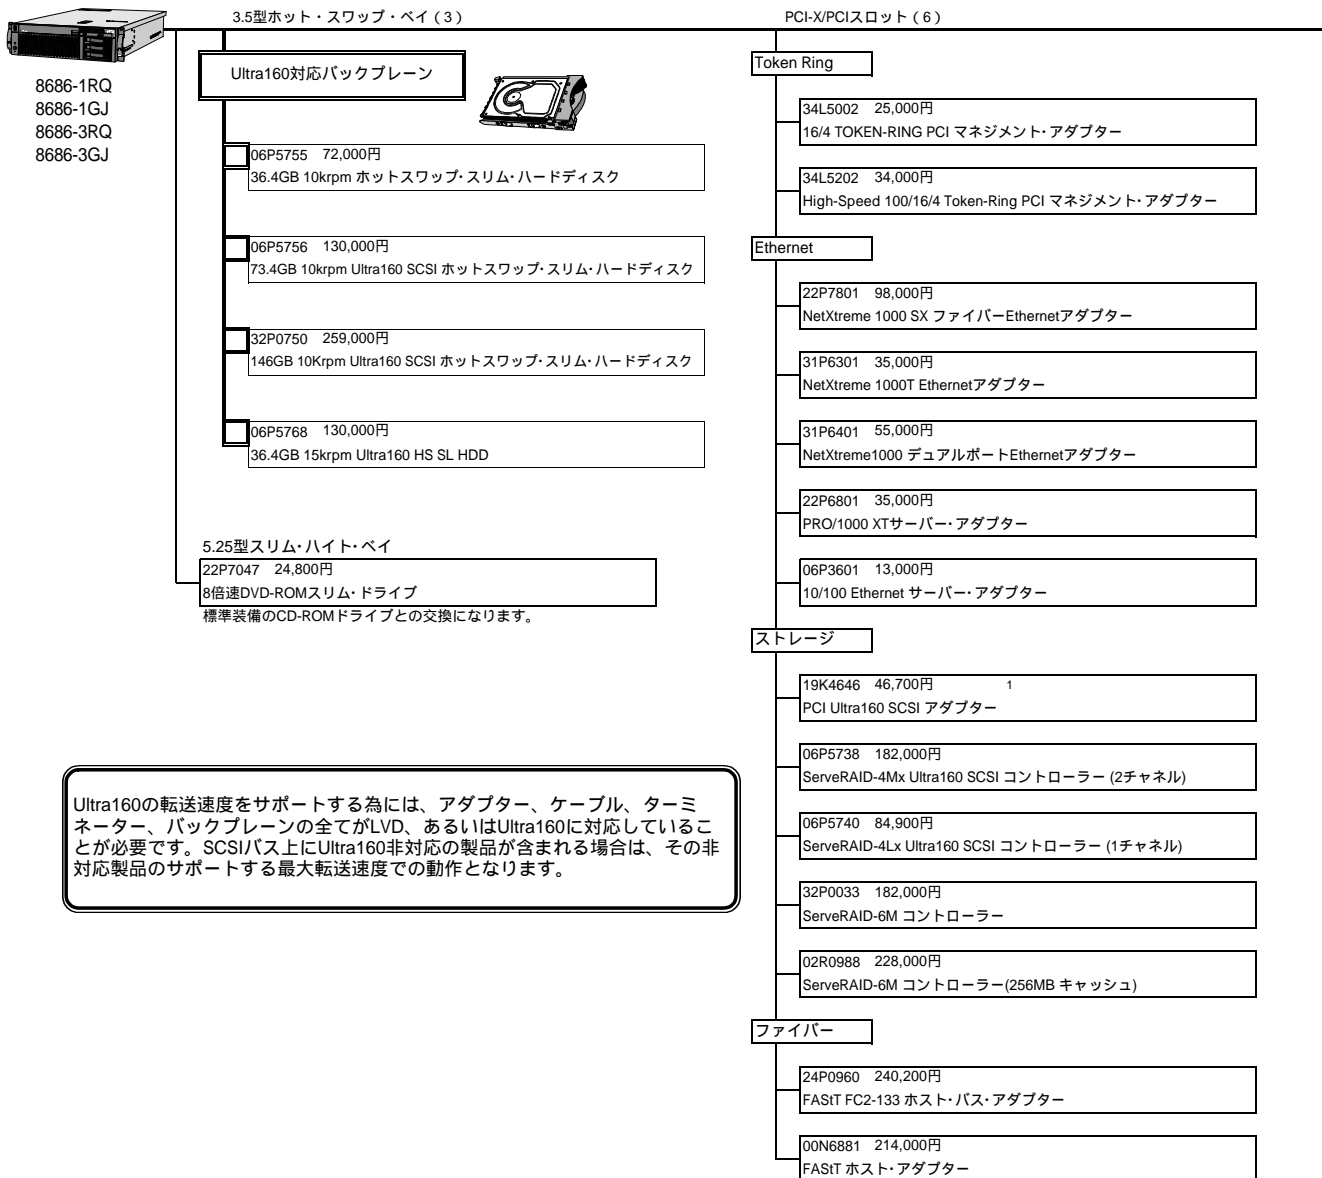 3.5型ホット・スワップ・ベイ（3）
PCI-X/PCIスロット（6）
8686-1RQ
8686-1GJ
8686-3RQ
8686-3GJ
Ultra160対応バックプレーン
06P5755 72,000円
36.4GB 10krpm ホットスワップ･スリム･ハードディスク
06P5756 130,000円
73.4GB 10krpm Ultra160 SCSI ホットスワップ･スリム･ハードディスク
32P0750 259,000円
146GB 10Krpm Ultra160 SCSI ホットスワップ･スリム･ハードディスク
06P5768 130,000円
36.4GB 15krpm Ultra160 HS SL HDD
5.25型スリム･ハイト･ベイ
22P7047 24,800円
8倍速DVD-ROMスリム･ドライブ
標準装備のCD-ROMドライブとの交換になります。
Ultra160の転送速度をサポートする為には、アダプター、ケーブル、ターミ
ネーター、バックプレーンの全てがLVD、あるいはUltra160に対応しているこ
とが必要です。SCSIバス上にUltra160非対応の製品が含まれる場合は、その非
対応製品のサポートする最大転送速度での動作となります。
Token Ring
34L5002 25,000円
16/4 TOKEN-RING PCI マネジメント･アダプター
34L5202 34,000円
High-Speed 100/16/4 Token-Ring PCI マネジメント･アダプター
Ethernet
22P7801 98,000円
NetXtreme 1000 SX ファイバーEthernetアダプター
31P6301 35,000円
NetXtreme 1000T Ethernetアダプター
31P6401 55,000円
NetXtreme1000 デュアルポートEthernetアダプター
22P6801 35,000円
PRO/1000 XTサーバー･アダプター
06P3601 13,000円
10/100 Ethernet サーバー･アダプター
ストレージ
19K4646 46,700円 1
PCI Ultra160 SCSI アダプター
06P5738 182,000円
ServeRAID-4Mx Ultra160 SCSI コントローラー (2チャネル)
06P5740 84,900円
ServeRAID-4Lx Ultra160 SCSI コントローラー (1チャネル)
32P0033 182,000円
ServeRAID-6M コントローラー
02R0988 228,000円
ServeRAID-6M コントローラー(256MB キャッシュ)
ファイバー
24P0960 240,200円
FAStT FC2-133 ホスト･バス･アダプター
00N6881 214,000円
FAStT ホスト･アダプター